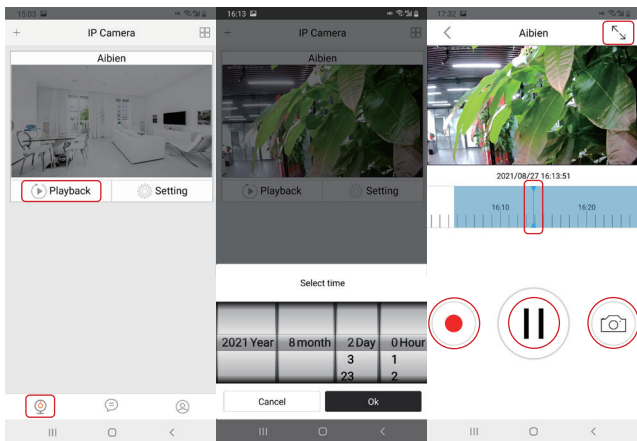 15:03
+ IP Camera
Aibien
Playback
Setting
16:13
+ IP Camera
Aibien
Playback
Setting
Select time
2021 Year 8 month 2 Day 0 Hour
3 1
23 2
Cancel
Ok
17:32
Aibien
2021/08/27 16:13:51
16:10
16:20